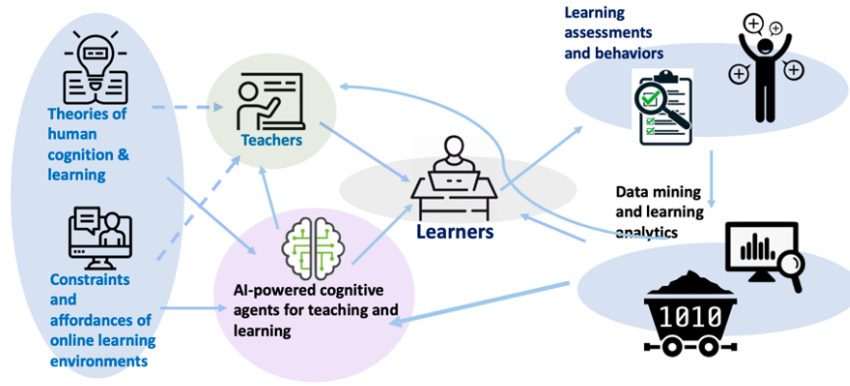 Learning
assessments
and behaviors
Theories of
human
cognition &
learning
Teachers
Learners
Data mining
and learning
analytics
Constraints
and
affordances of
online learning
environments
AI-powered cognitive
agents for teaching and
learning
1010